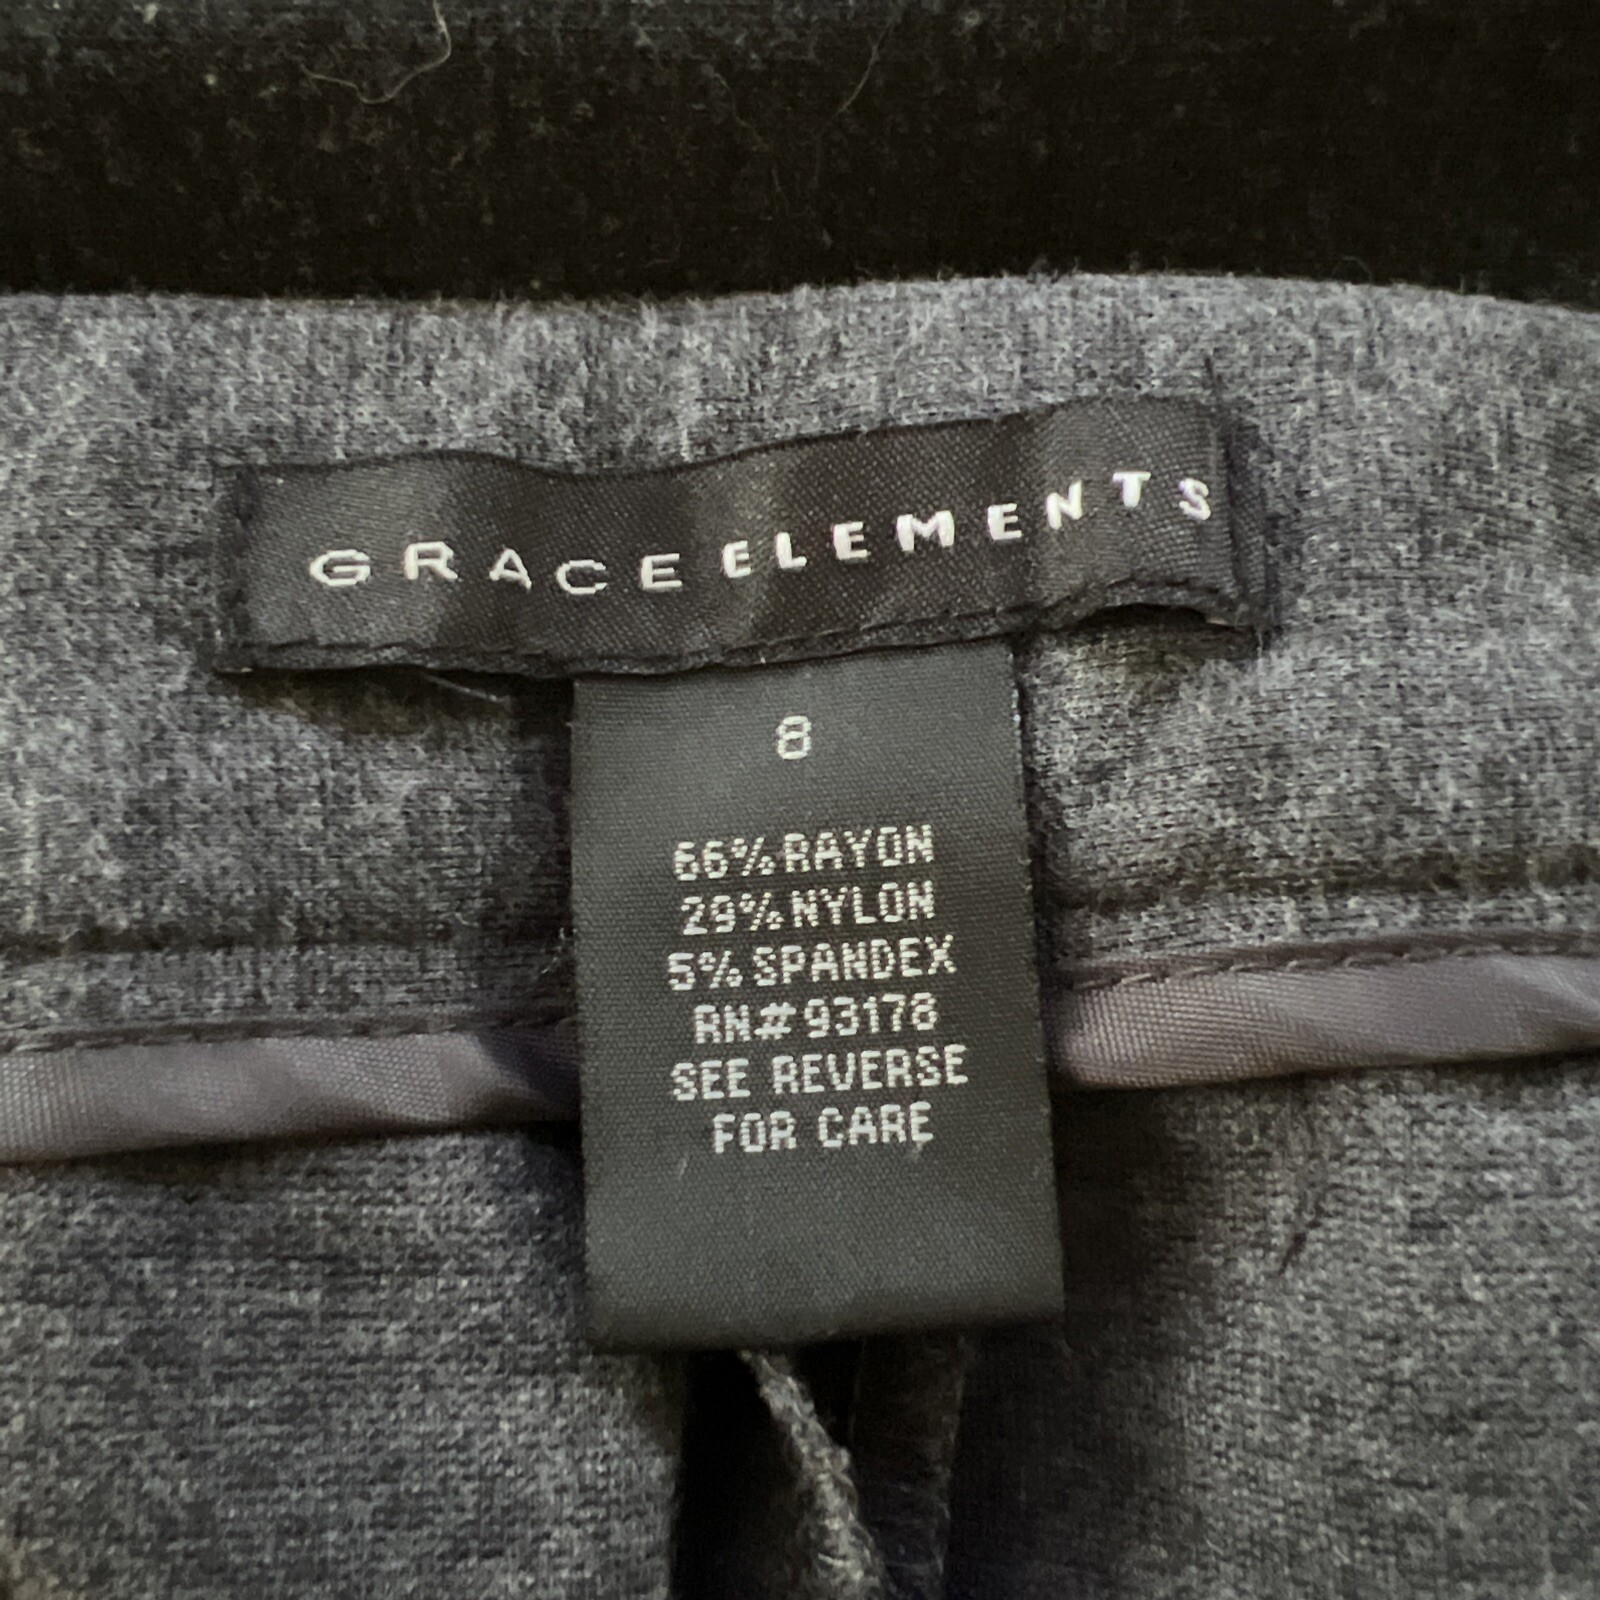 GRACE ELEMENTS
8
66% RAYON
29% NYLON
5% SPANDEX
RN# 93178
SEE REVERSE
FOR CARE